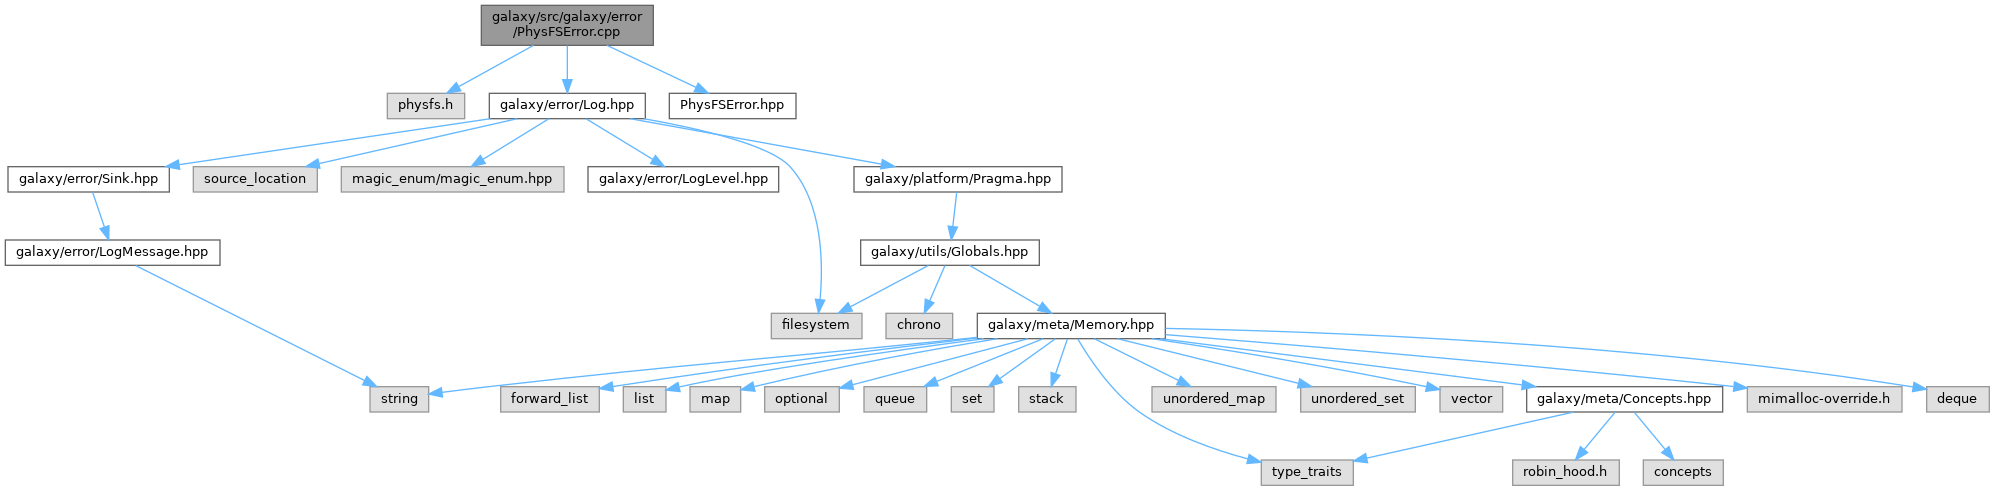 galaxy/src/galaxy/error
/PhysFSError.cpp
physfs.h
galaxy/error/Log.hpp
PhysFSError.hpp
galaxy/error/Sink.hpp
source_location
magic_enum/magic_enum.hpp
galaxy/error/LogLevel.hpp
galaxy/platform/Pragma.hpp
galaxy/error/LogMessage.hpp
galaxy/utils/Globals.hpp
filesystem
chrono
galaxy/meta/Memory.hpp
string
forward_list
list
map
optional
queue
set
stack
unordered_map
unordered_set
vector
galaxy/meta/Concepts.hpp
mimalloc-override.h
deque
type_traits
robin_hood.h
concepts